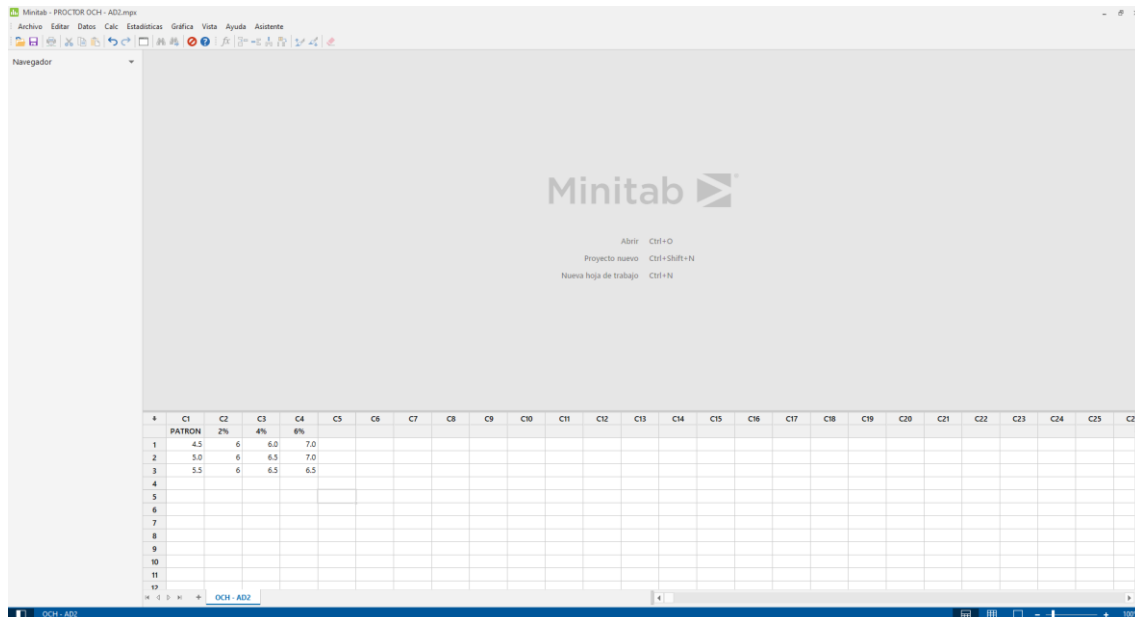 Minitab - PROCTOR OCH - AD2.mpx
Archivo Editar Datos Calc Estadísticas Gráfica Vista Ayuda Asistente
Navegador
Minitab
Abrir Ctrl+O
Proyecto nuevo Ctrl+Shift+N
Nueva hoja de trabajo Ctrl+N
C1 C2 C3 C4 C5 C6 C7 C8 C9 C10 C11 C12 C13 C14 C15 C16 C17 C18 C19 C20 C21 C22 C23 C24 C25
PATRON 2% 4% 6%
1 4.5 6 6.0 7.0
2 5.0 6 6.5 7.0
3 5.5 6 6.5 6.5
4
5
6
7
8
9
10
11
12
OCH - AD2
OCH - AD2